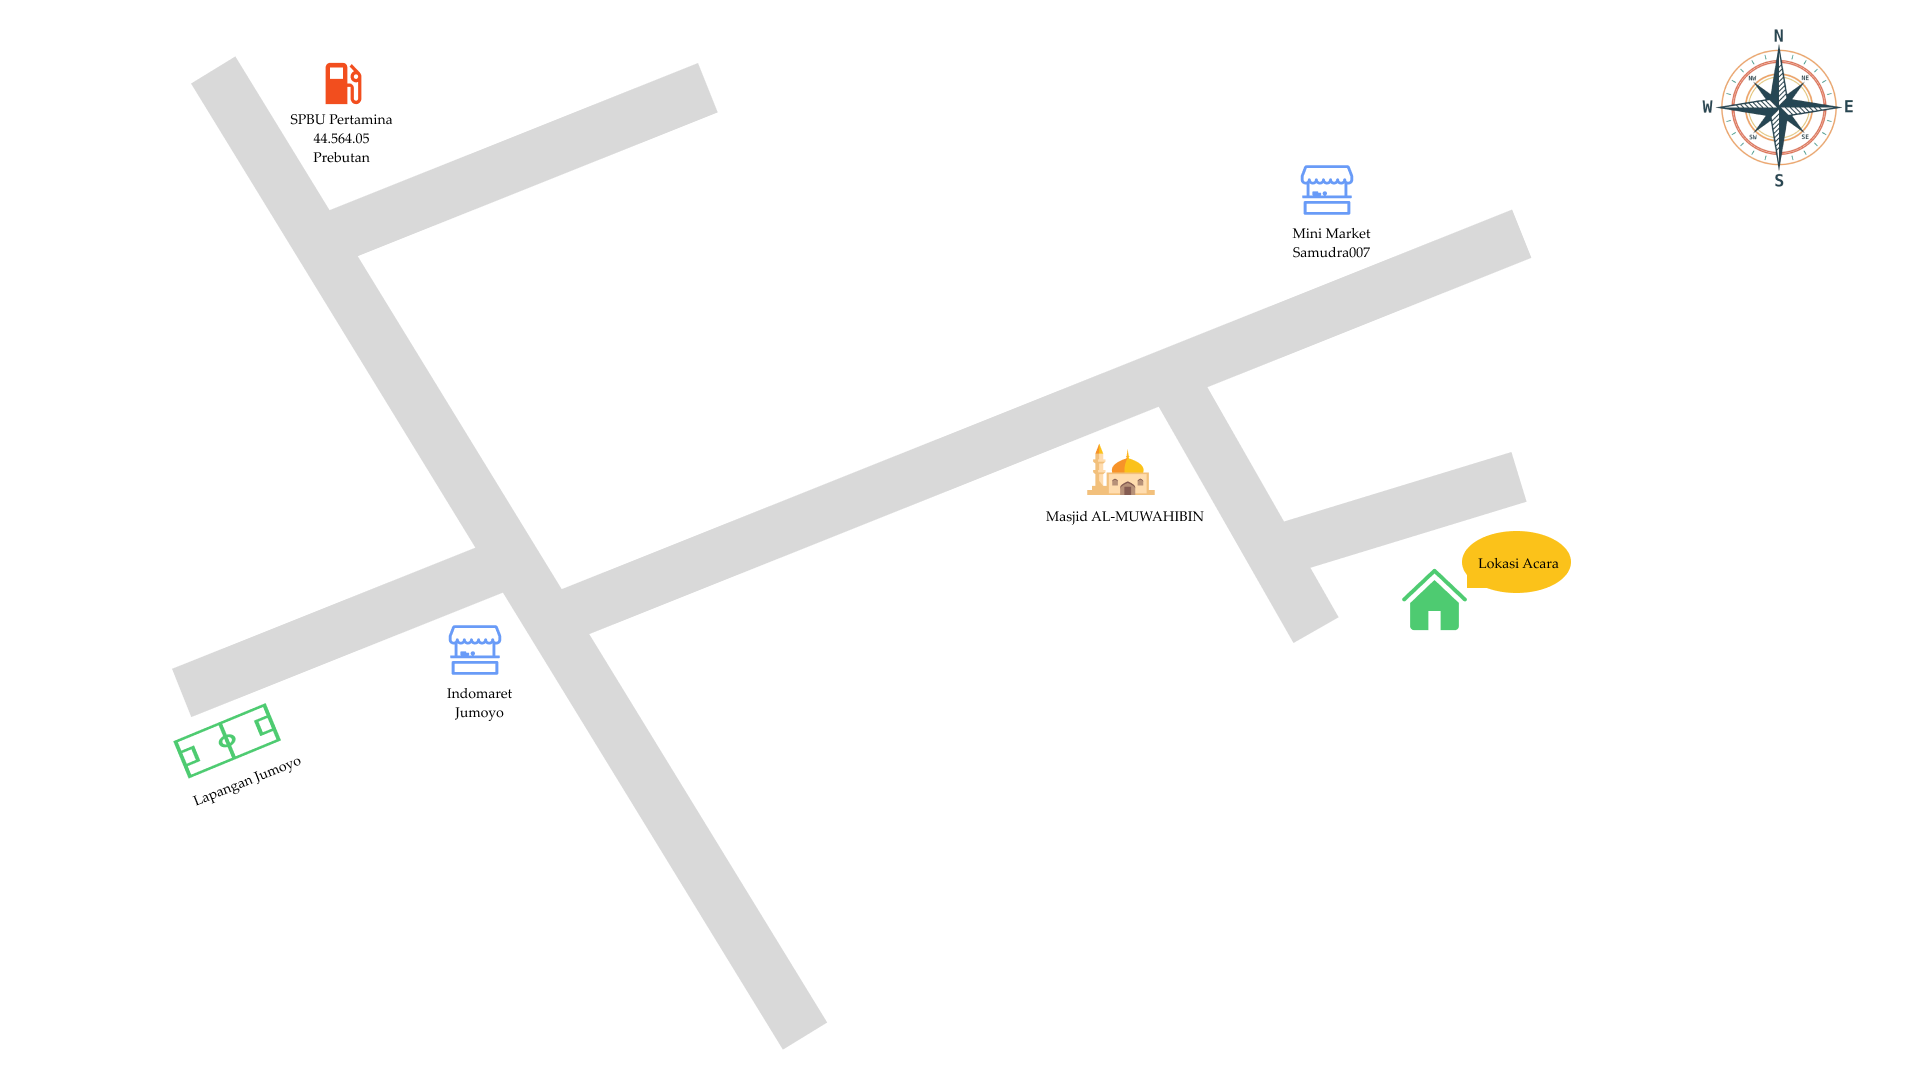 SPBU Pertamina
44.564.05
Prebutan
N
NW
NE
W
E
SW
SE
S
Mini Market
Samudra007
Masjid AL-MUWAHIBIN
Lokasi Acara
Indomaret
Jumoyo
Lapangan Jumoyo